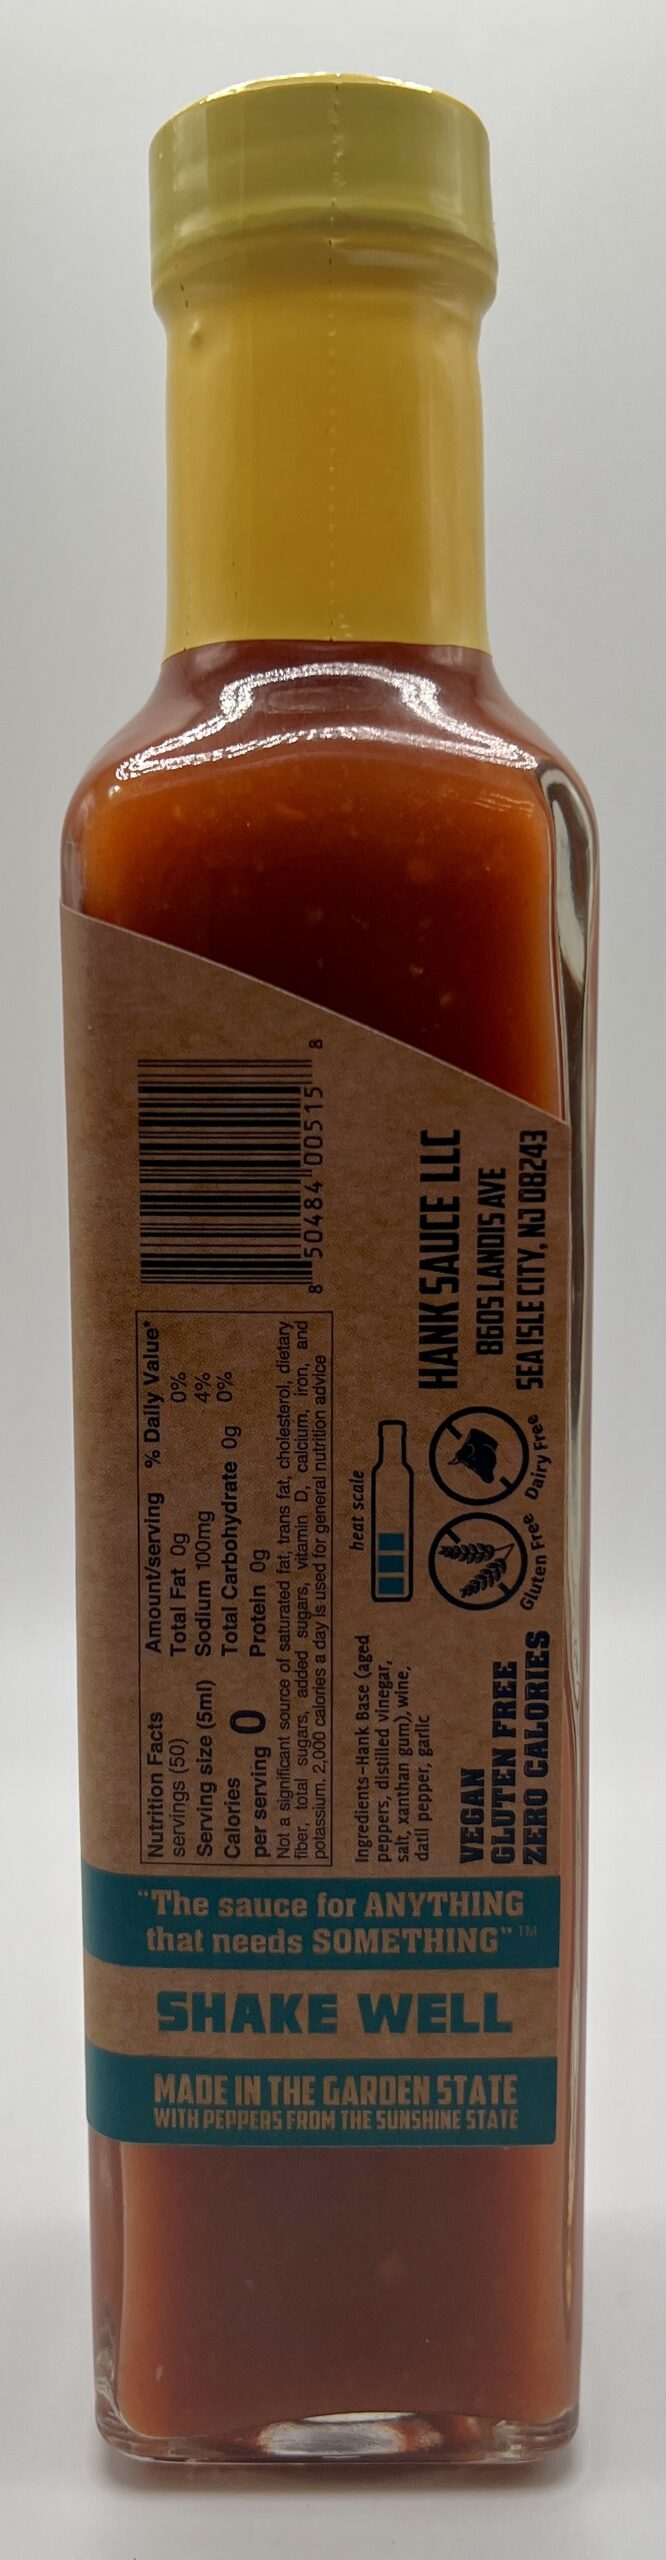 Nutrition Facts
servings (50)
Serving size (5ml)
Calories
per serving 0
Amount/serving % Daily Value*
Total Fat 0g 0%
Sodium 100mg 4%
Total Carbohydrate 0g 0%
Protein 0g
Not a significant source of saturated fat, trans fat, cholesterol, dietary
fiber, total sugars, added sugars, vitamin D, calcium, iron, and
potassium. 2,000 calories a day is used for general nutrition advice
8 50484 00515 8
Ingredients-Hank Base (aged
peppers, distilled vinegar,
salt, xanthan gum), wine,
datil pepper, garlic
heat scale
VEGAN
GLUTEN FREE
ZERO CALORIES
Gluten Free
Dairy Free
HANK SAUCE LLC
8605 LANDIS AVE
SEA ISLE CITY, NJ 08243
"The sauce for ANYTHING
that needs SOMETHING" ™
SHAKE WELL
MADE IN THE GARDEN STATE
WITH PEPPERS FROM THE SUNSHINE STATE